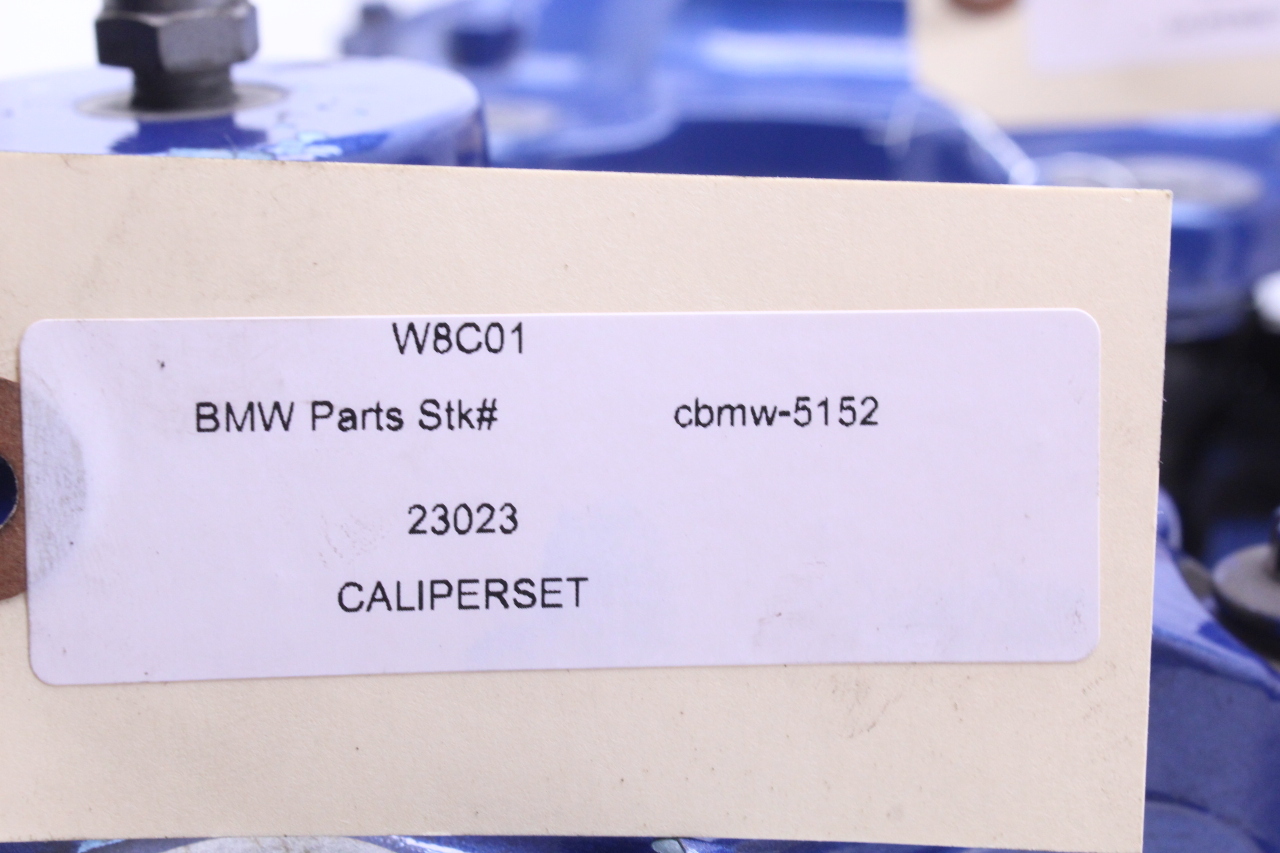 W8C01
BMW Parts Stk# cbmw-5152
23023
CALIPERSET